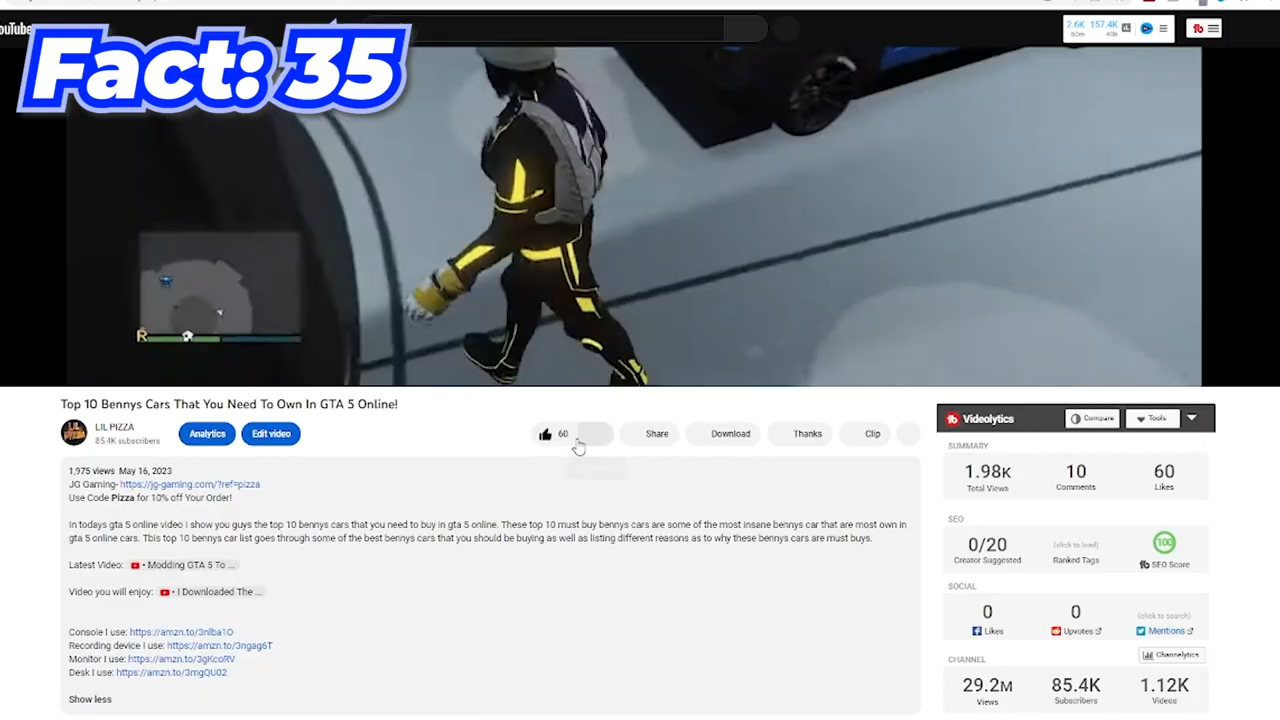 ouTube
2.6K 157.4K
60m 48h
Fact: 35
R
Top 10 Bennys Cars That You Need To Own In GTA 5 Online!
LIL PIZZA
85.4K subscribers
Analytics
Edit video
60
Share
Download
Thanks
Clip
1,975 views May 16, 2023
JG Gaming- https://jg-gaming.com/?ref=pizza
Use Code Pizza for 10% off Your Order!
In todays gta 5 online video I show you guys the top 10 bennys cars that you need to buy in gta 5 online. These top 10 must buy bennys cars are some of the most insane bennys car that are most own in
gta 5 online cars. Tbis top 10 bennys car list goes through some of the best bennys cars that you should be buying as well as listing different reasons as to why these bennys cars are must buys.
Latest Video: • Modding GTA 5 To ...
Video you will enjoy: • I Downloaded The ...
Console I use: https://amzn.to/3nlba1O
Recording device I use: https://amzn.to/3ngag6T
Monitor I use: https://amzn.to/3gKcoRV
Desk I use: https://amzn.to/3mgQU02
Show less
tb Videolytics
Compare
Tools
SUMMARY
1.98K 10 60
Total Views Comments Likes
SEO
0/20 (click to load) 100
Creator Suggested Ranked Tags tb SEO Score
SOCIAL
0 0 (click to search)
Likes Upvotes Mentions
Channelytics
CHANNEL
29.2M 85.4K 1.12K
Views Subscribers Videos